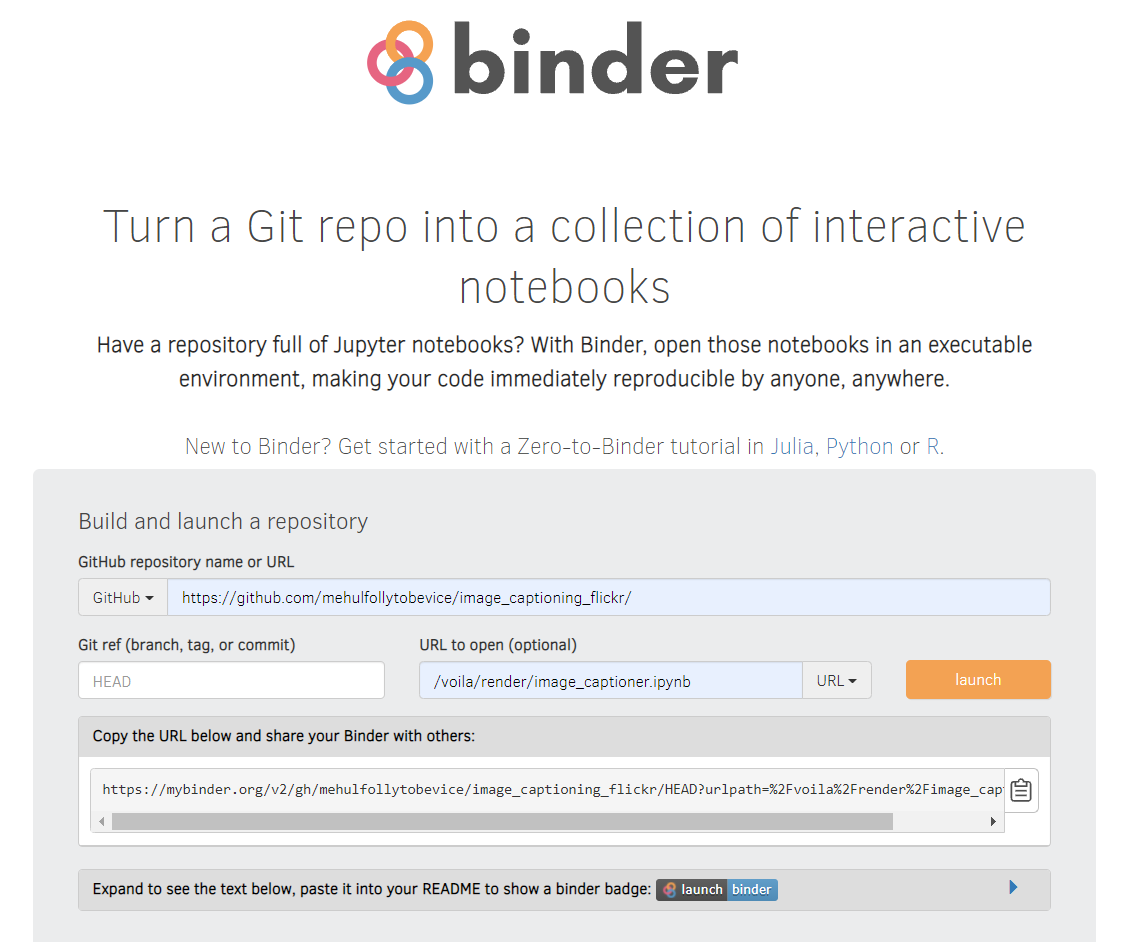 binder
Turn a Git repo into a collection of interactive
notebooks
Have a repository full of Jupyter notebooks? With Binder, open those notebooks in an executable
environment, making your code immediately reproducible by anyone, anywhere.
New to Binder? Get started with a Zero-to-Binder tutorial in Julia, Python or R.
Build and launch a repository
GitHub repository name or URL
GitHub https://github.com/mehulfollytobevice/image_captioning_flickr/
Git ref (branch, tag, or commit) URL to open (optional)
HEAD /voila/render/image_captioner.ipynb URL launch
Copy the URL below and share your Binder with others:
https://mybinder.org/v2/gh/mehulfollytobevice/image_captioning_flickr/HEAD?urlpath=%2Fvoila%2Frender%2Fimage_cap
Expand to see the text below, paste it into your README to show a binder badge: launch binder